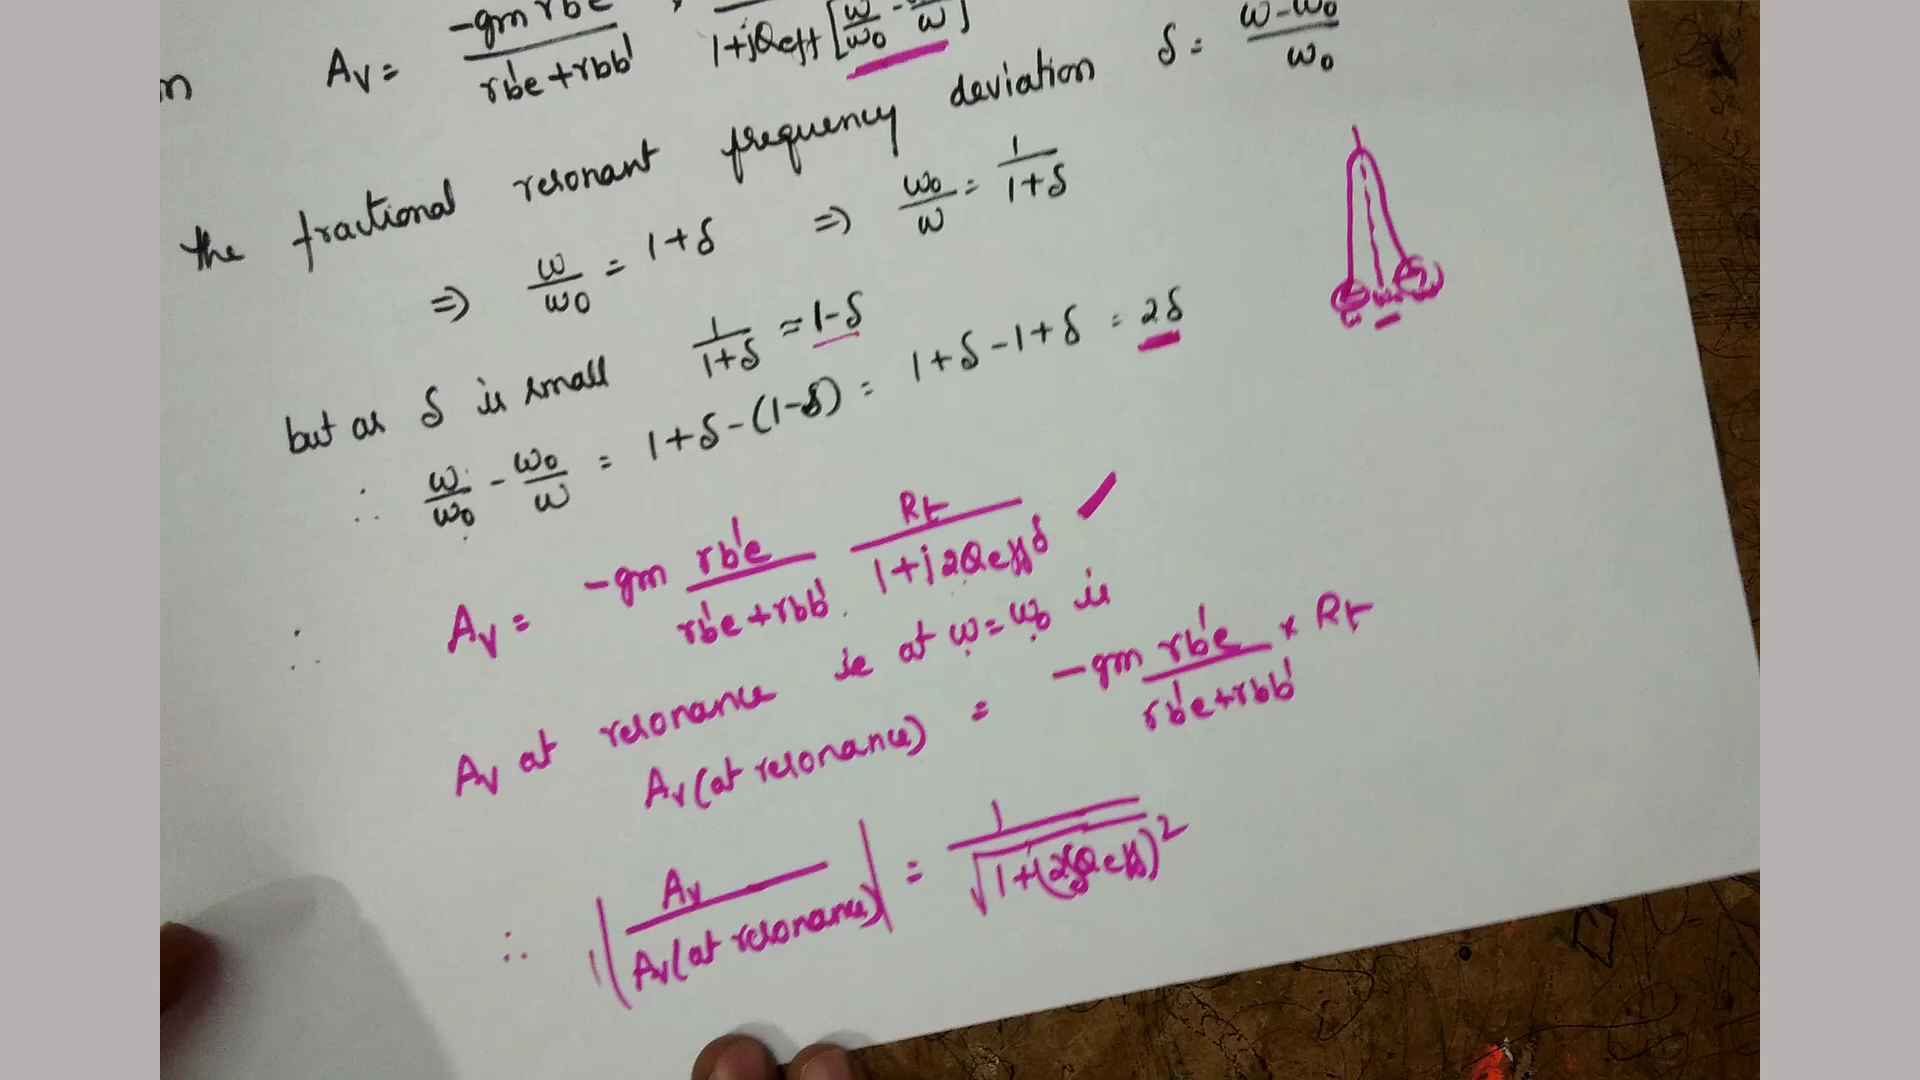 Av = -gm rb'e / rb'e + rbb' 1+jQeff [ω/ω0 - ω]
the fractional resonant frequency deviation δ = ω-ω0 / ω0
=> ω/ω0 = 1+δ => ω0/ω = 1/1+δ
but as δ is small 1/1+δ ≈ 1-δ
∴ ω/ω0 - ω0/ω = 1+δ-(1-δ) = 1+δ-1+δ = 2δ
∴ Av = -gm rb'e / rb'e+rbb' . Rt / 1+j2Qeffδ
Av at resonance ie at ω=ω0 is
Av(at resonance) = -gm rb'e / rb'e+rbb' × Rt
∴ |Av / Av(at resonance)| = 1 / √1+(2δQeff)²